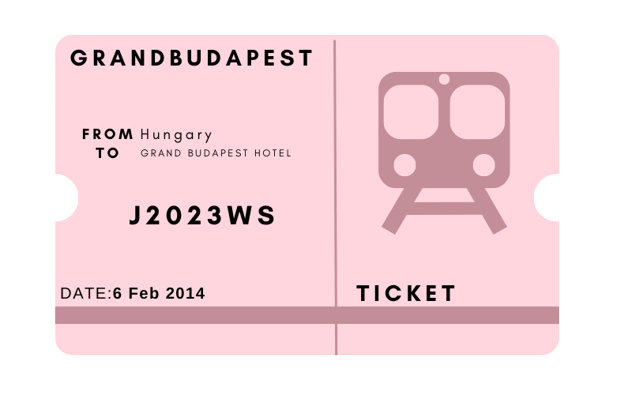 GRANDBUDAPEST
FROM Hungary
TO GRAND BUDAPEST HOTEL
J2023WS
DATE:6 Feb 2014
TICKET